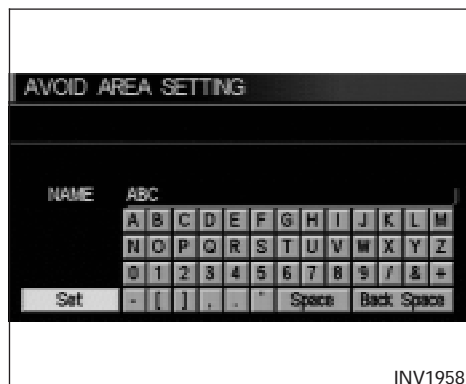 AVOID AREA SETTING
NAME ABC
A B C D E F G H I J K L M
N O P Q R S T U V W X Y Z
0 1 2 3 4 5 6 7 8 9 / & +
Set - [ ] , . " Space Back Space
INV1958